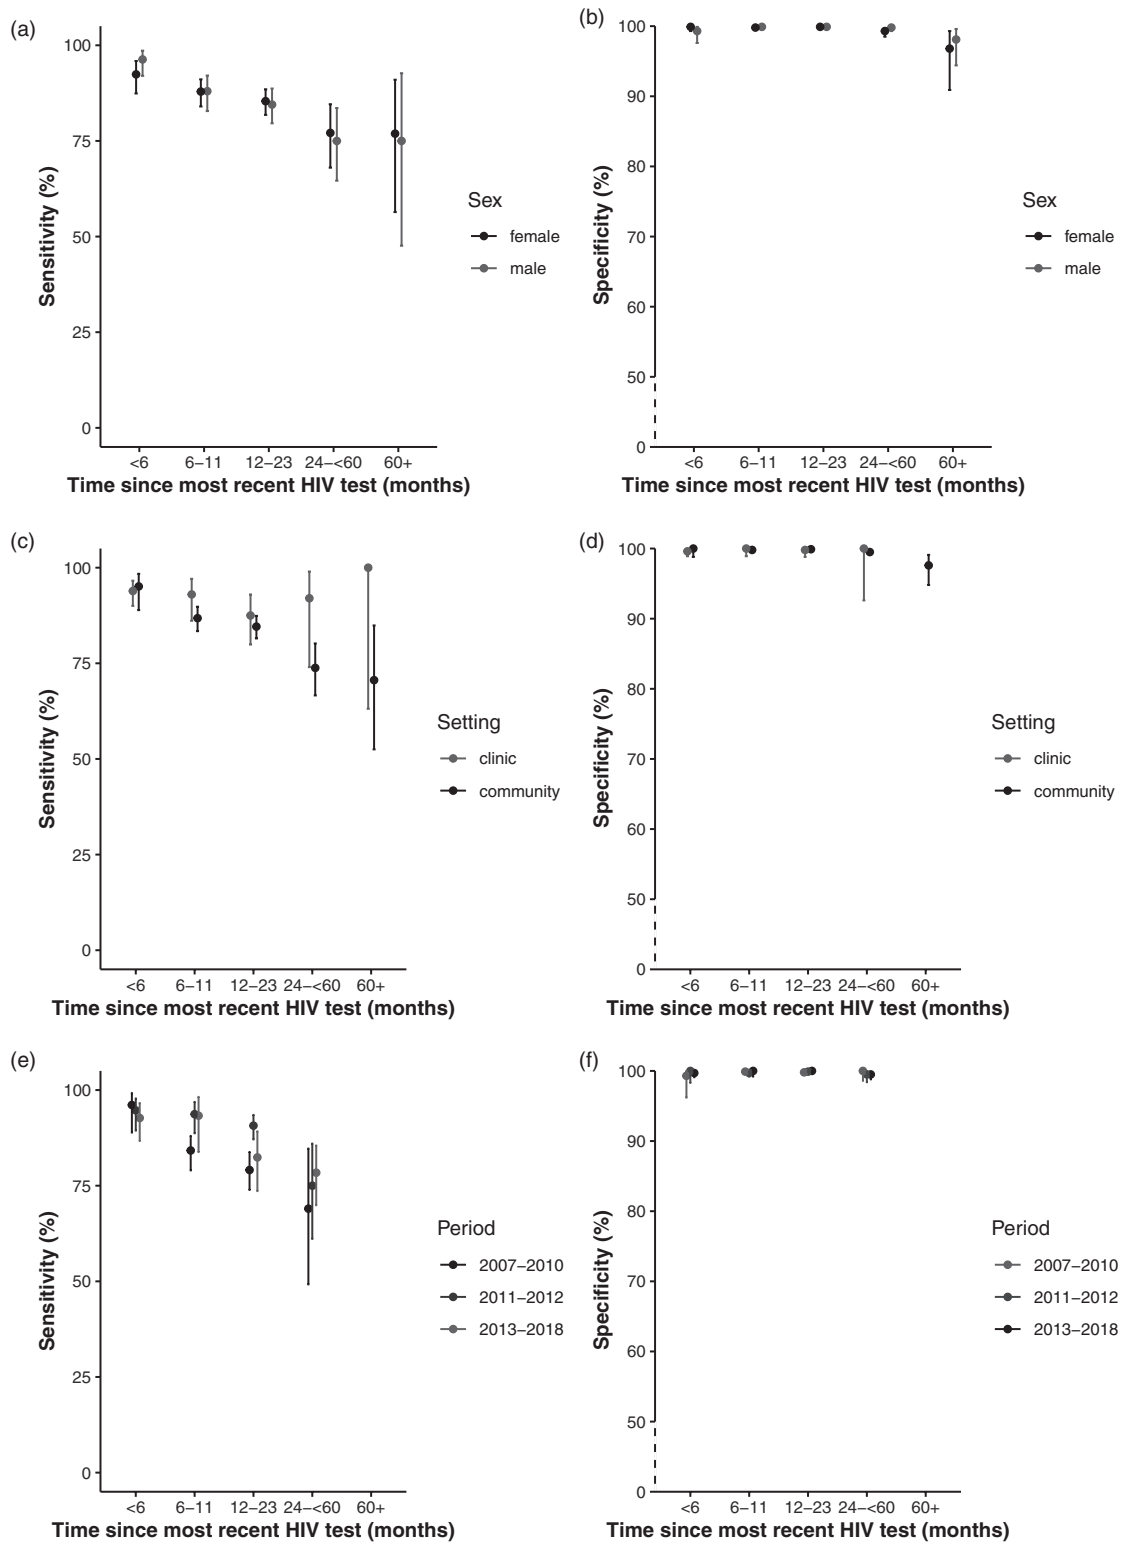 (a)
100
75
50
25
0
Sensitivity (%)
<6 6–11 12–23 24–<60 60+
Time since most recent HIV test (months)
Sex
female
male
(b)
100
90
80
70
60
50
0
Specificity (%)
<6 6–11 12–23 24–<60 60+
Time since most recent HIV test (months)
Sex
female
male
(c)
100
75
50
25
0
Sensitivity (%)
<6 6–11 12–23 24–<60 60+
Time since most recent HIV test (months)
Setting
clinic
community
(d)
100
90
80
70
60
50
0
Specificity (%)
<6 6–11 12–23 24–<60 60+
Time since most recent HIV test (months)
Setting
clinic
community
(e)
100
75
50
25
0
Sensitivity (%)
<6 6–11 12–23 24–<60 60+
Time since most recent HIV test (months)
Period
2007–2010
2011–2012
2013–2018
(f)
100
90
80
70
60
50
0
Specificity (%)
<6 6–11 12–23 24–<60 60+
Time since most recent HIV test (months)
Period
2007–2010
2011–2012
2013–2018